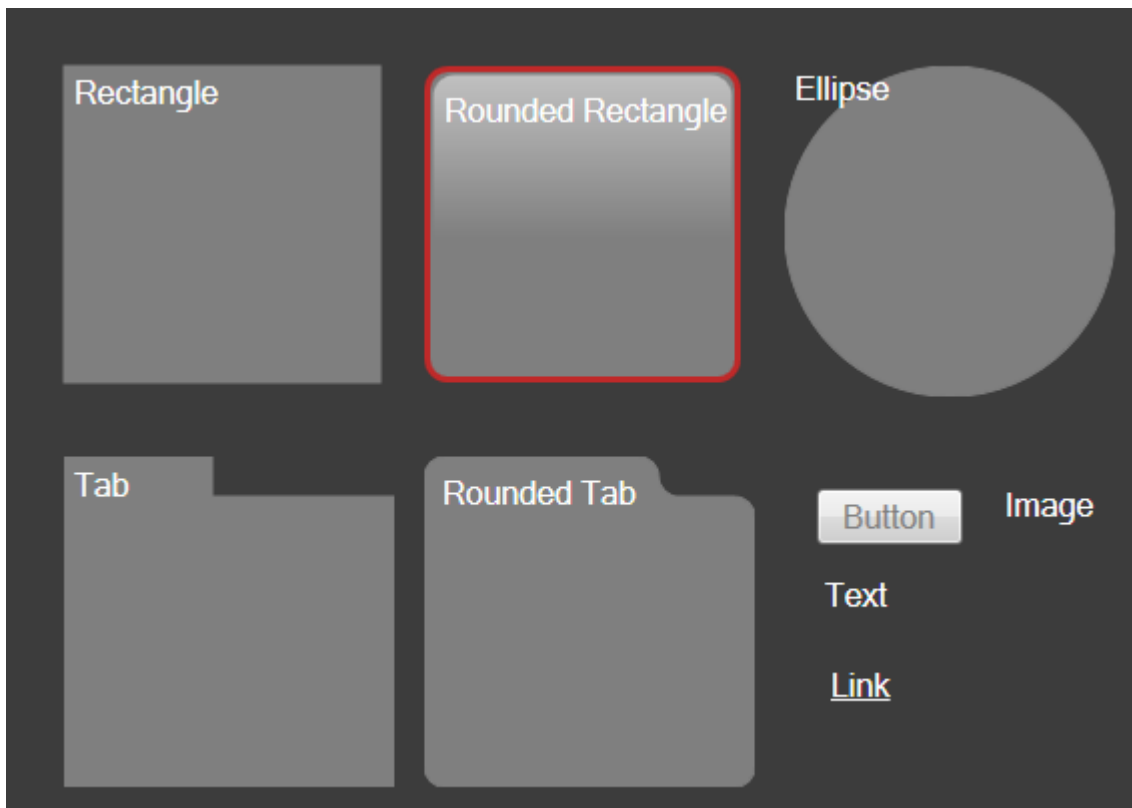 Rectangle
Rounded Rectangle
Ellipse
Tab
Rounded Tab
Button
Image
Text
Link